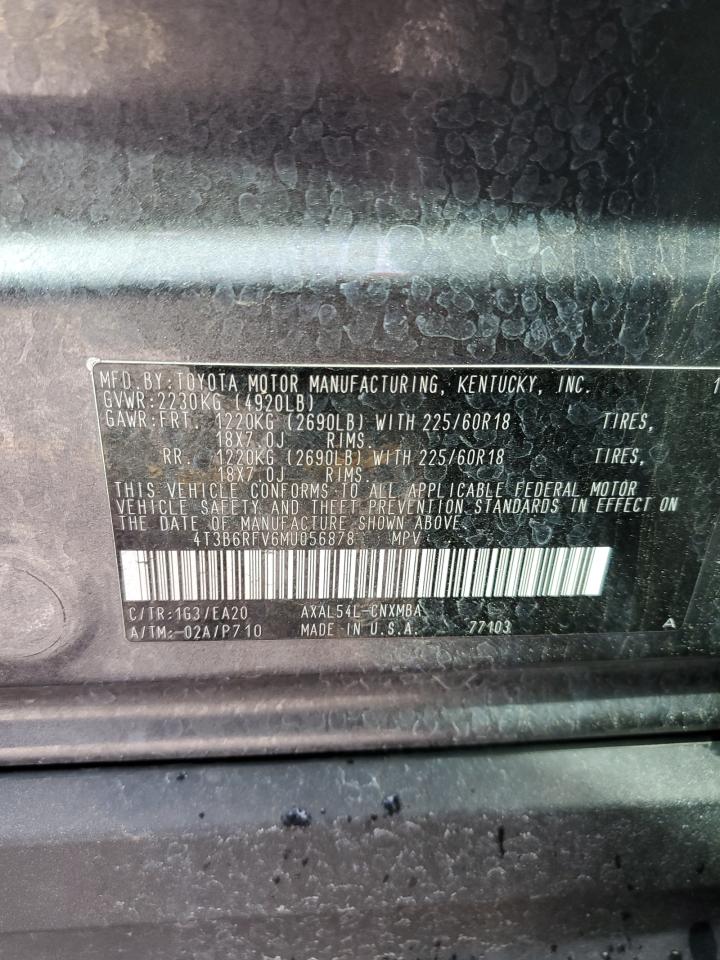 MFD.BY:TOYOTA MOTOR MANUFACTURING, KENTUCKY, INC. 1
GVWR:2230KG (4920LB)
GAWR:FRT. 1220KG (2690LB) WITH 225/60R18 TIRES,
18X7.0J RIMS.
RR. 1220KG (2690LB) WITH 225/60R18 TIRES,
18X7.0J RIMS.
THIS VEHICLE CONFORMS TO ALL APPLICABLE FEDERAL MOTOR
VEHICLE SAFETY AND THEFT PREVENTION STANDARDS IN EFFECT ON
THE DATE OF MANUFACTURE SHOWN ABOVE.
4T3B6RFV6MU056878 MPV
C/TR:1G3/EA20 AXAL54L-CNXMBA
A/TM:-02A/P710 MADE IN U.S.A. 77103 A